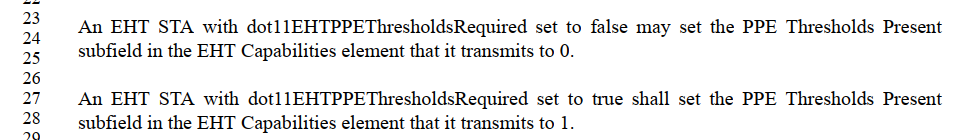 23 An EHT STA with dot11EHTPPEThresholdsRequired set to false may set the PPE Thresholds Present
24
25 subfield in the EHT Capabilities element that it transmits to 0.
26
27 An EHT STA with dot11EHTPPEThresholdsRequired set to true shall set the PPE Thresholds Present
28 subfield in the EHT Capabilities element that it transmits to 1.